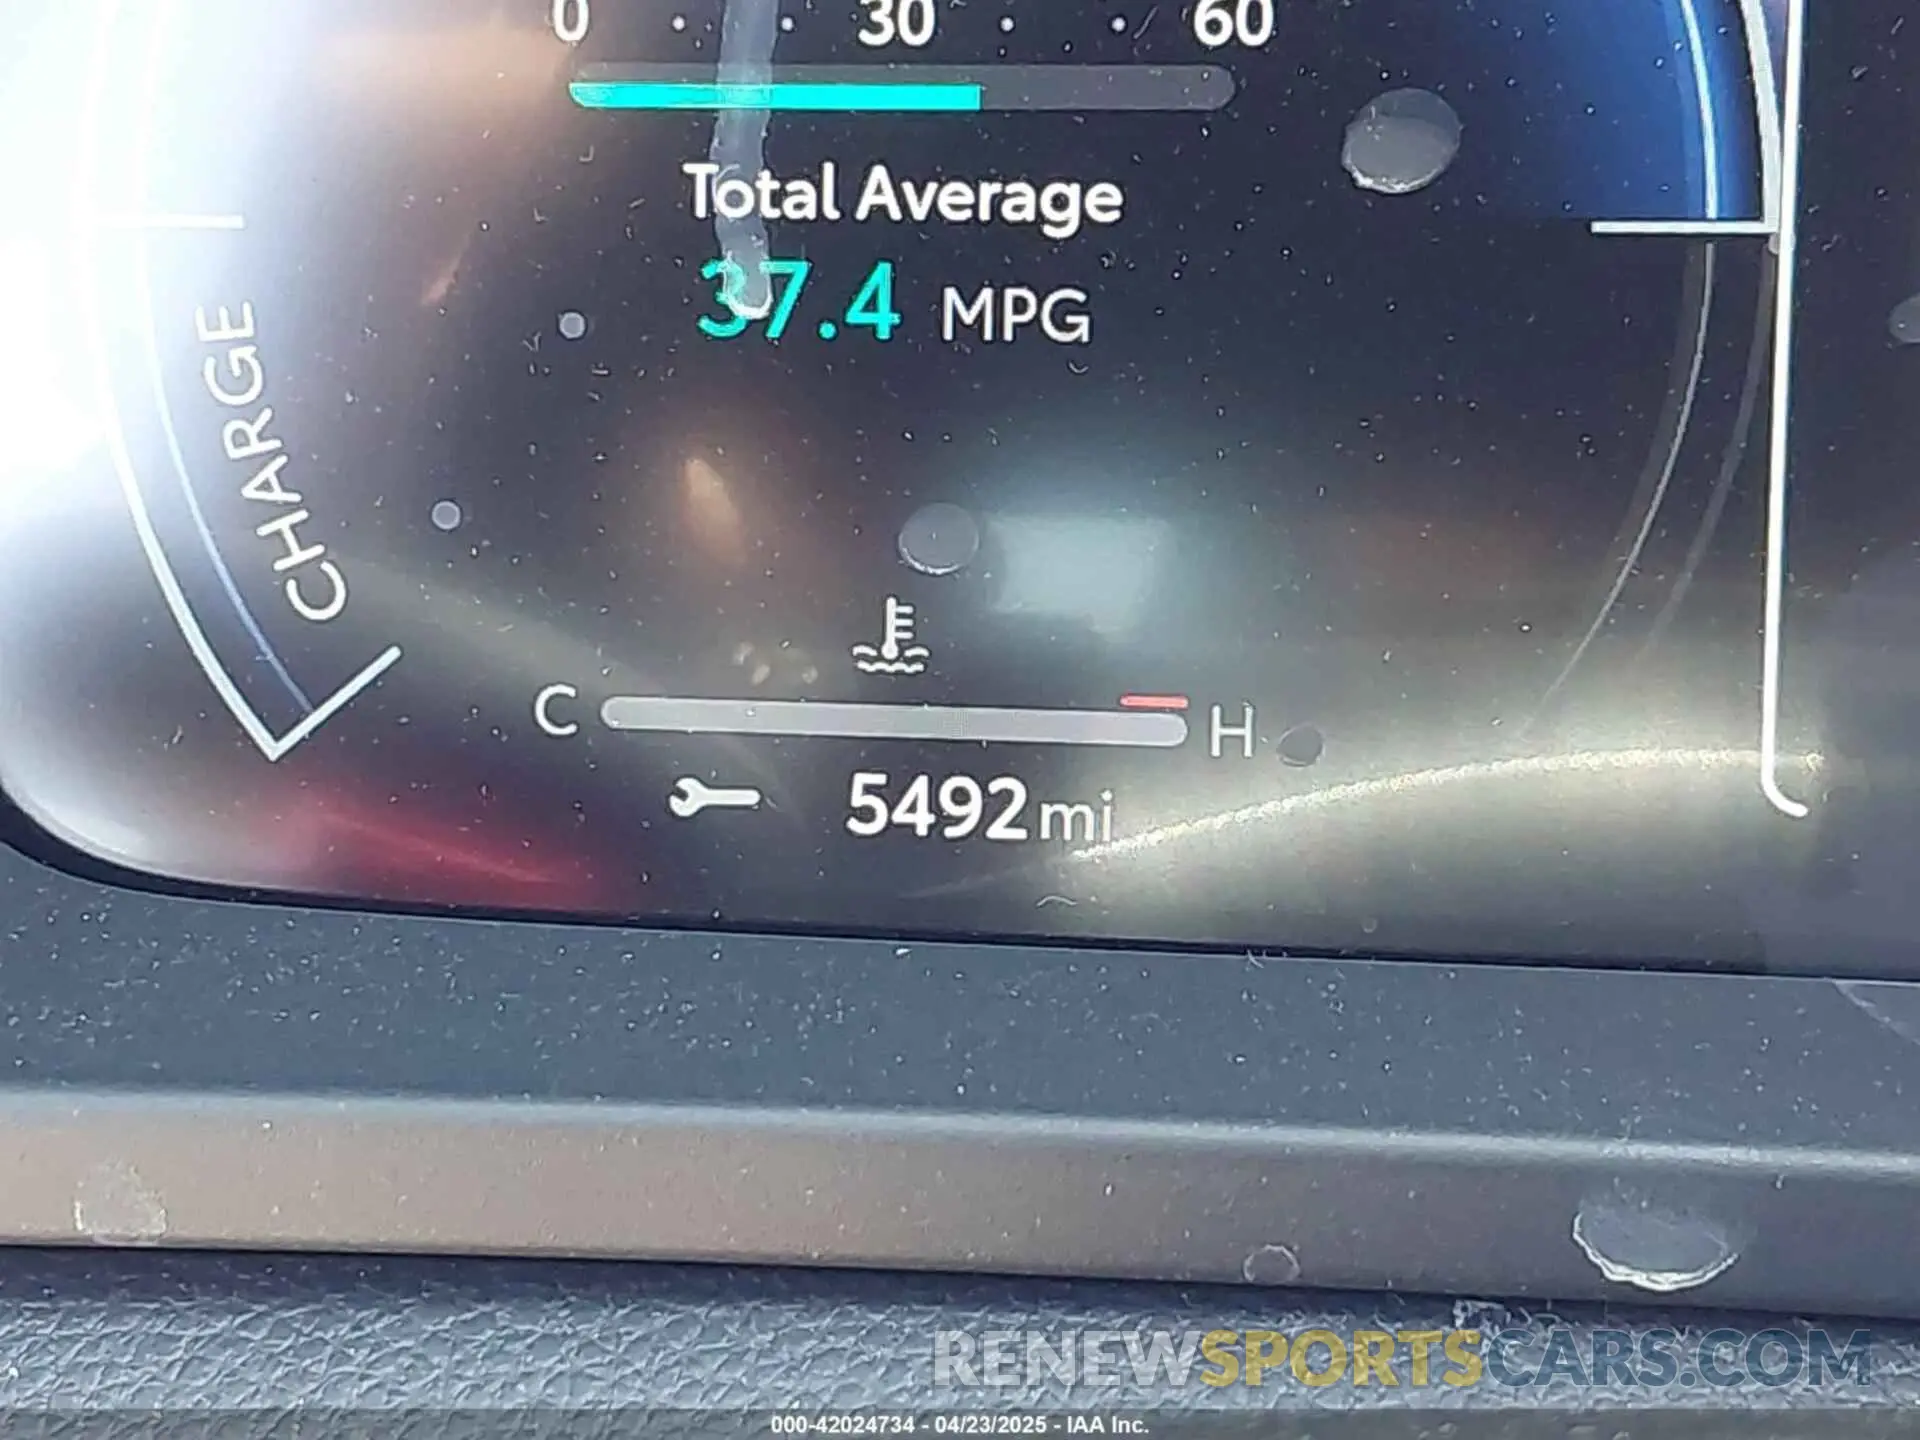 0 30 60
Total Average
37.4 MPG
CHARGE
C H
5492mi
RENEWSPORTSCARS.COM
000-42024734 - 04/23/2025 - IAA Inc.